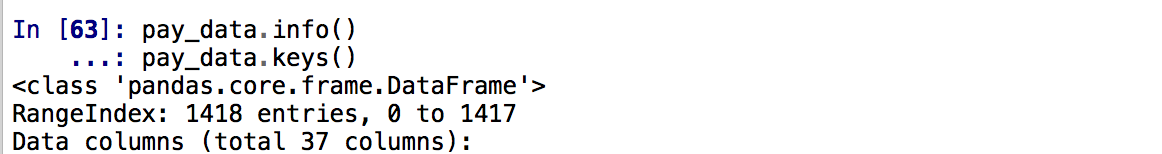 In [63]: pay_data.info()
...: pay_data.keys()
<class 'pandas.core.frame.DataFrame'>
RangeIndex: 1418 entries, 0 to 1417
Data columns (total 37 columns):